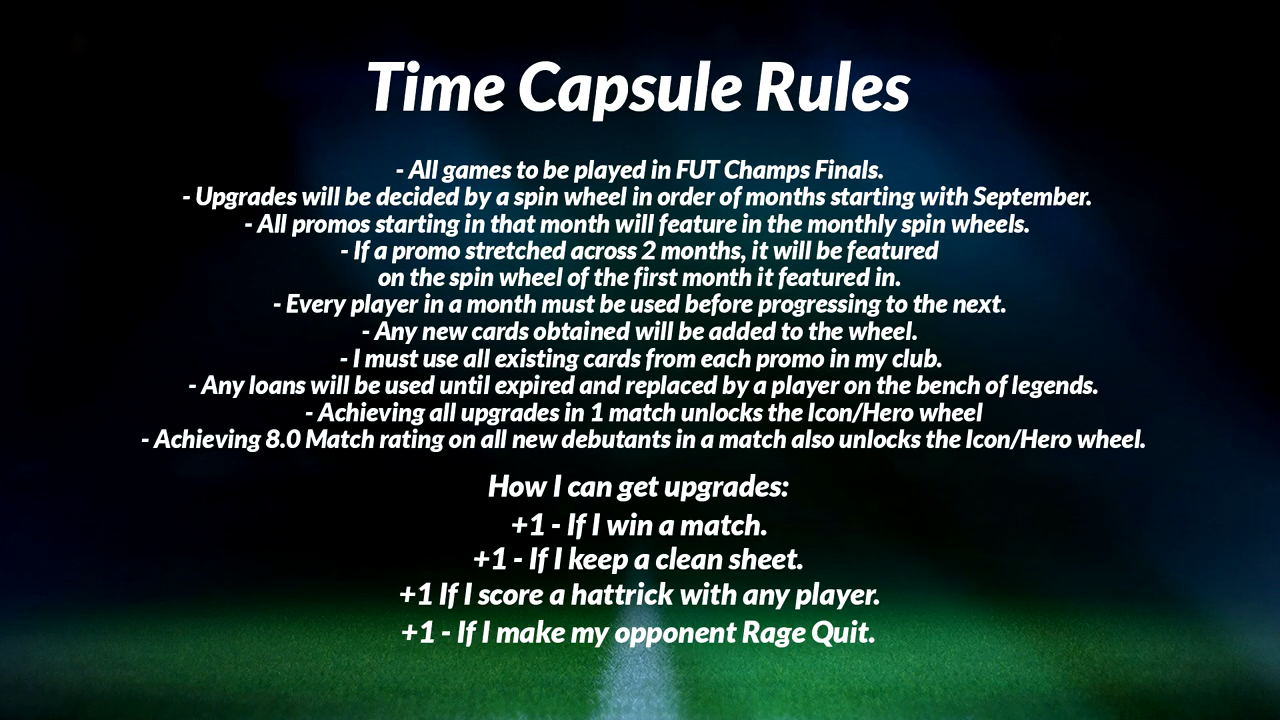 Time Capsule Rules
- All games to be played in FUT Champs Finals.
- Upgrades will be decided by a spin wheel in order of months starting with September.
- All promos starting in that month will feature in the monthly spin wheels.
- If a promo stretched across 2 months, it will be featured
on the spin wheel of the first month it featured in.
- Every player in a month must be used before progressing to the next.
- Any new cards obtained will be added to the wheel.
- I must use all existing cards from each promo in my club.
- Any loans will be used until expired and replaced by a player on the bench of legends.
- Achieving all upgrades in 1 match unlocks the Icon/Hero wheel
- Achieving 8.0 Match rating on all new debutants in a match also unlocks the Icon/Hero wheel.
How I can get upgrades:
+1 - If I win a match.
+1 - If I keep a clean sheet.
+1 If I score a hattrick with any player.
+1 - If I make my opponent Rage Quit.